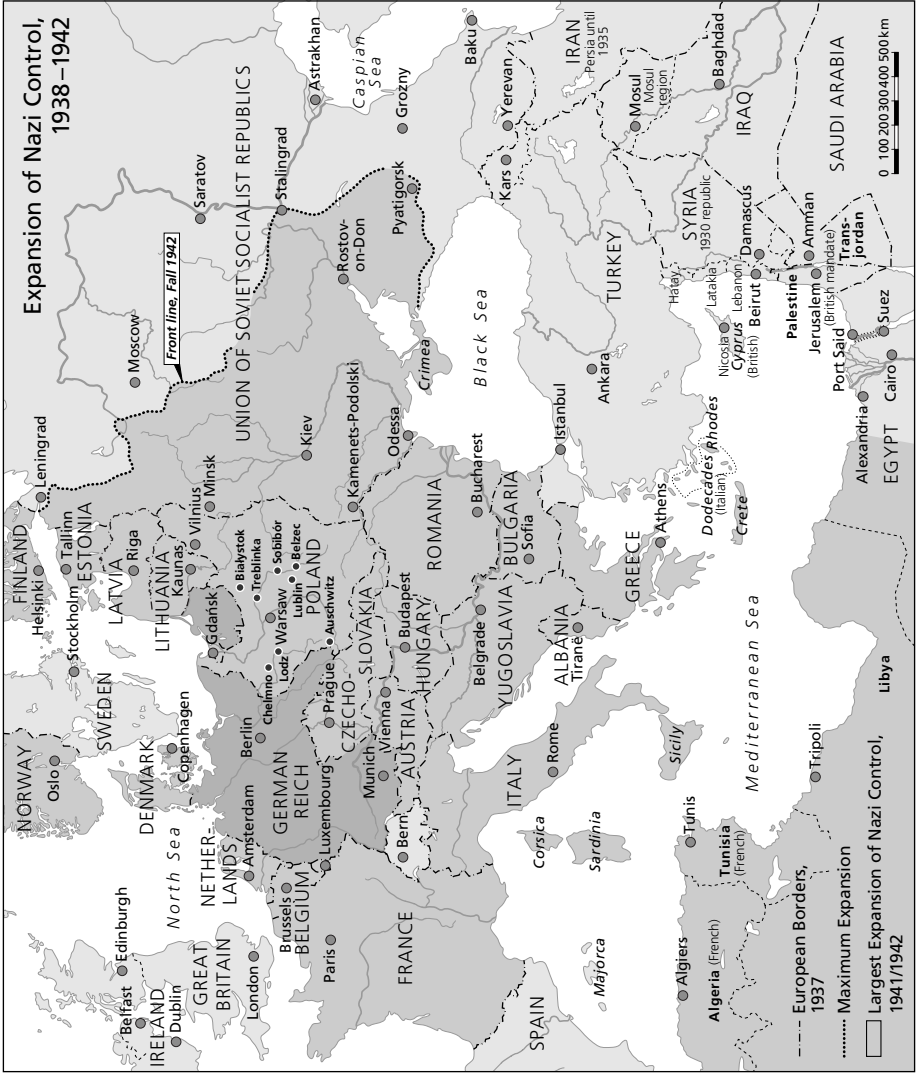 Expansion of Nazi Control,
1938–1942
Front line, Fall 1942
NORWAY
Oslo
SWEDEN
Stockholm
FINLAND
Helsinki
Leningrad
Tallinn
ESTONIA
LATVIA
Riga
LITHUANIA
Kaunas
Vilnius
Minsk
Moscow
Saratov
UNION OF SOVIET SOCIALIST REPUBLICS
Stalingrad
Astrakhan
Caspian
Sea
Grozny
Baku
Pyatigorsk
Rostov-
on-Don
Kiev
Kamenets-Podolski
Odessa
Crimea
Black Sea
Edinburgh
Belfast
IRELAND
Dublin
GREAT
BRITAIN
London
North Sea
DENMARK
Copenhagen
NETHER-
LANDS
Amsterdam
Brussels
BELGIUM
Luxembourg
Paris
FRANCE
GERMAN
REICH
Berlin
Munich
Gdańsk
Białystok
Treblinka
Chelmno
Warsaw
Sobibór
Lodz
Lublin
Belzec
POLAND
Auschwitz
Prague
CZECHO-
SLOVAKIA
Vienna
AUSTRIA
Bern
Budapest
HUNGARY
ROMANIA
Bucharest
Belgrade
YUGOSLAVIA
BULGARIA
Sofia
ALBANIA
Tiranë
GREECE
Athens
Crete
Dodecades
(Italian)
Rhodes
ITALY
Rome
Corsica
Sardinia
Sicily
SPAIN
Majorca
Mediterranean Sea
Algiers
Algeria (French)
Tunis
Tunisia
(French)
Tripoli
Libya
Istanbul
Ankara
TURKEY
Kars
Yerevan
IRAN
Persia until
1935
Mosul
Mosul
region
Baghdad
IRAQ
SYRIA
1930 republic
Hatay
Latakia
Lebanon
Damascus
Beirut
Nicosia
Cyprus
(British)
Palestine
Jerusalem
(British mandate)
Amman
Trans-
jordan
SAUDI ARABIA
Port Said
Suez
Cairo
Alexandria
EGYPT
0 100 200 300 400 500 km
European Borders,
1937
Maximum Expansion
Largest Expansion of Nazi Control,
1941/1942